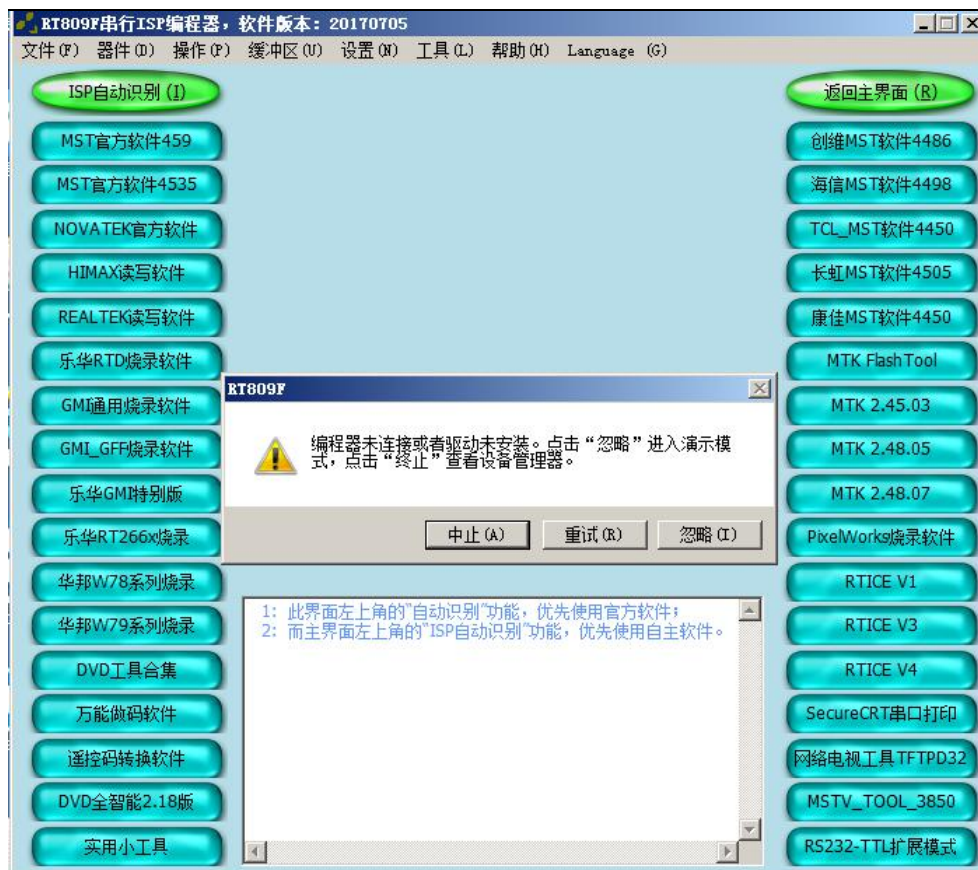 RT809F串行ISP编程器，软件版本：20170705
文件(F) 器件(D) 操作(P) 缓冲区(U) 设置(N) 工具(L) 帮助(H) Language (G)
ISP自动识别(I)
MST官方软件459
MST官方软件4535
NOVATEK官方软件
HIMAX读写软件
REALTEK读写软件
乐华RTD烧录软件
GMI通用烧录软件
GMI_GFF烧录软件
乐华GMI特别版
乐华RT266x烧录
华邦W78系列烧录
华邦W79系列烧录
DVD工具合集
万能做码软件
遥控码转换软件
DVD全智能2.18版
实用小工具
RT809F
编程器未连接或者驱动未安装。点击“忽略”进入演示模
式，点击“终止”查看设备管理器。
中止(A) 重试(R) 忽略(I)
1: 此界面左上角的"自动识别"功能，优先使用官方软件；
2: 而主界面左上角的"ISP自动识别"功能，优先使用自主软件。
返回主界面(R)
创维MST软件4486
海信MST软件4498
TCL_MST软件4450
长虹MST软件4505
康佳MST软件4450
MTK FlashTool
MTK 2.45.03
MTK 2.48.05
MTK 2.48.07
PixelWorks烧录软件
RTICE V1
RTICE V3
RTICE V4
SecureCRT串口打印
网络电视工具TFTPD32
MSTV_TOOL_3850
RS232-TTL扩展模式